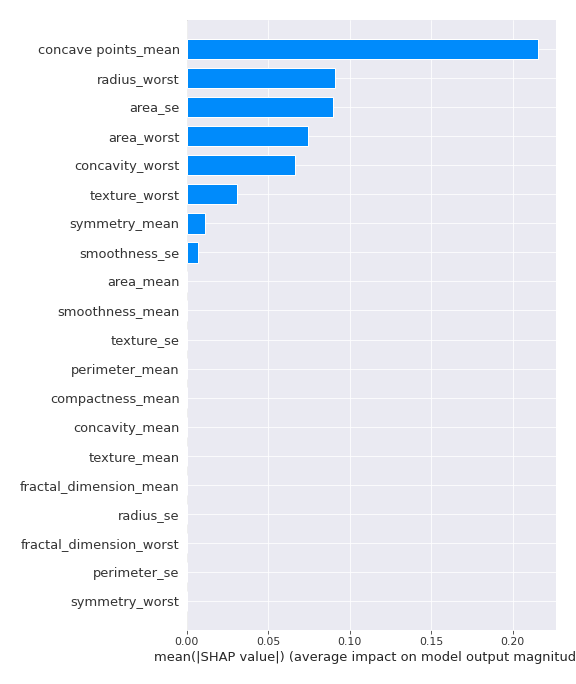 concave points_mean
radius_worst
area_se
area_worst
concavity_worst
texture_worst
symmetry_mean
smoothness_se
area_mean
smoothness_mean
texture_se
perimeter_mean
compactness_mean
concavity_mean
texture_mean
fractal_dimension_mean
radius_se
fractal_dimension_worst
perimeter_se
symmetry_worst
0.00 0.05 0.10 0.15 0.20
mean(|SHAP value|) (average impact on model output magnitud